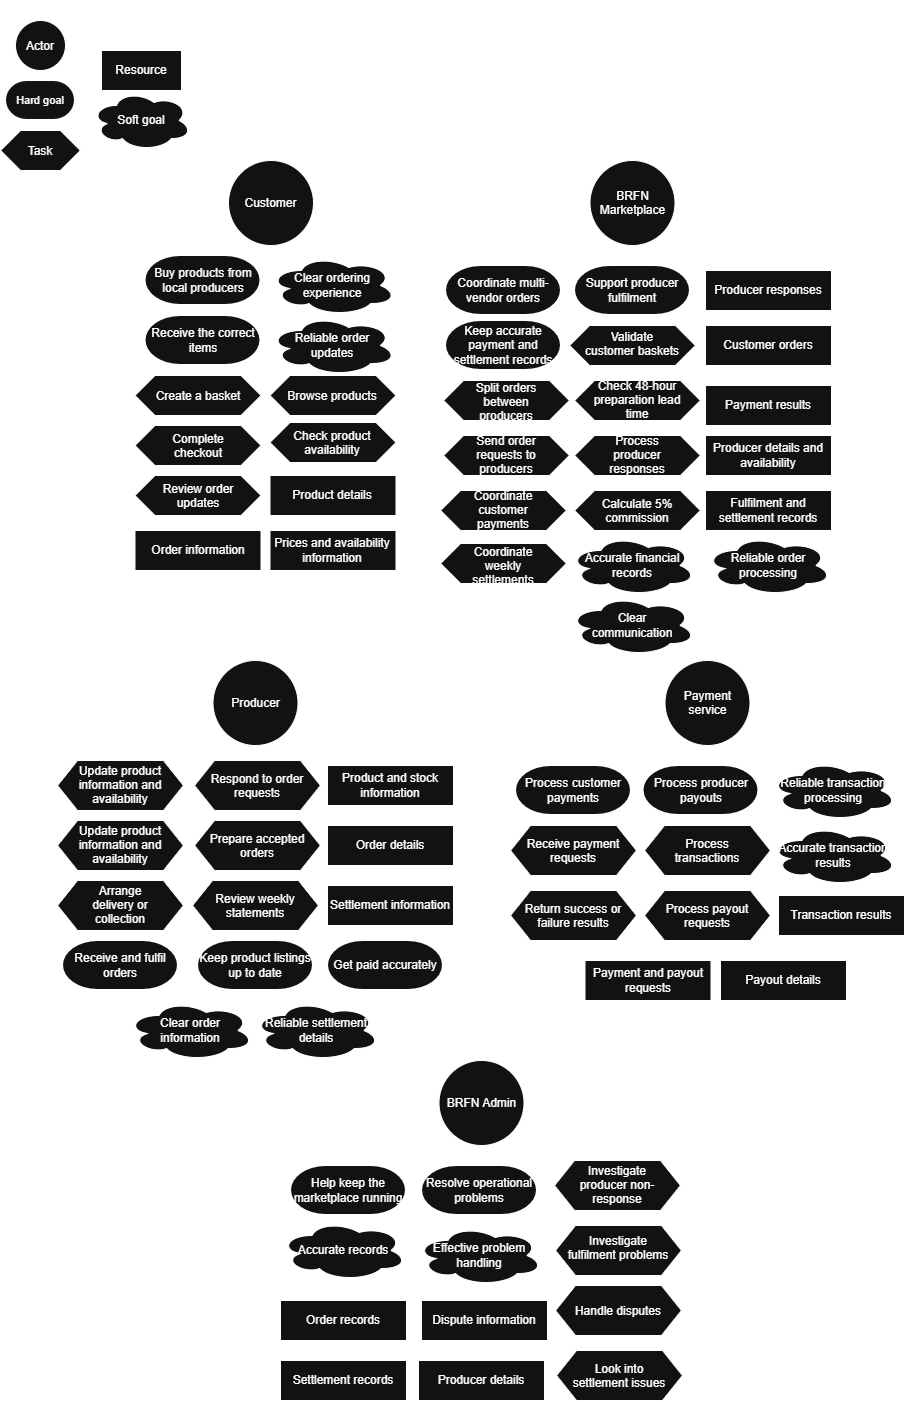 Actor
Resource
Hard goal
Soft goal
Task
Customer
Buy products from
local producers
Clear ordering
experience
Receive the correct
items
Reliable order
updates
Create a basket
Browse products
Complete
checkout
Check product
availability
Review order
updates
Product details
Order information
Prices and availability
information
BRFN
Marketplace
Coordinate multi-
vendor orders
Support producer
fulfilment
Producer responses
Keep accurate
payment and
settlement records
Validate
customer baskets
Customer orders
Split orders
between
producers
Check 48-hour
preparation lead
time
Payment results
Send order
requests to
producers
Process
producer
responses
Producer details and
availability
Coordinate
customer
payments
Calculate 5%
commission
Fulfilment and
settlement records
Coordinate
weekly
settlements
Accurate financial
records
Reliable order
processing
Clear
communication
Producer
Update product
information and
availability
Respond to order
requests
Product and stock
information
Update product
information and
availability
Prepare accepted
orders
Order details
Arrange
delivery or
collection
Review weekly
statements
Settlement information
Receive and fulfil
orders
Keep product listings
up to date
Get paid accurately
Clear order
information
Reliable settlement
details
Payment
service
Process customer
payments
Process producer
payouts
Reliable transaction
processing
Receive payment
requests
Process
transactions
Accurate transaction
results
Return success or
failure results
Process payout
requests
Transaction results
Payment and payout
requests
Payout details
BRFN Admin
Help keep the
marketplace running
Resolve operational
problems
Investigate
producer non-
response
Accurate records
Effective problem
handling
Investigate
fulfilment problems
Order records
Dispute information
Handle disputes
Settlement records
Producer details
Look into
settlement issues